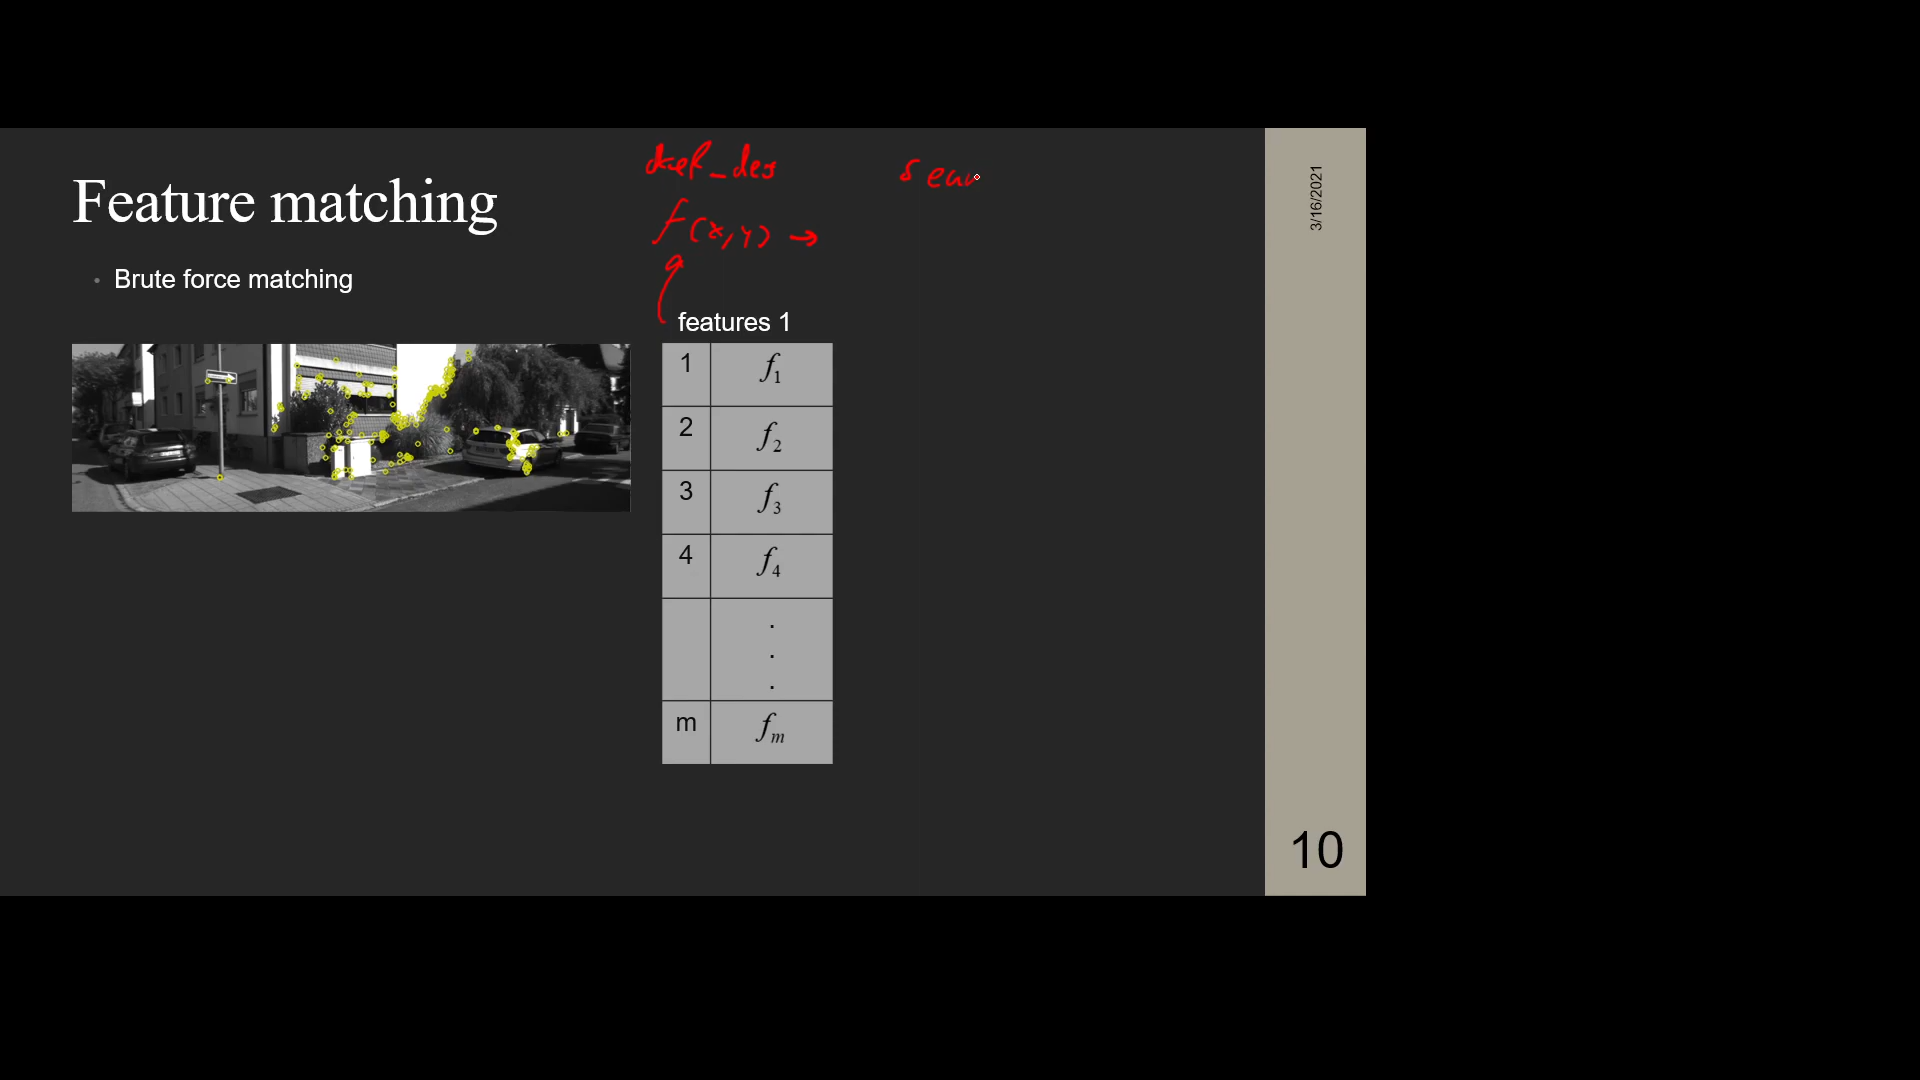 Feature matching
• Brute force matching
f(x,y) →
features 1
1 f1
2 f2
3 f3
4 f4
.
.
.
m fm
3/16/2021
10